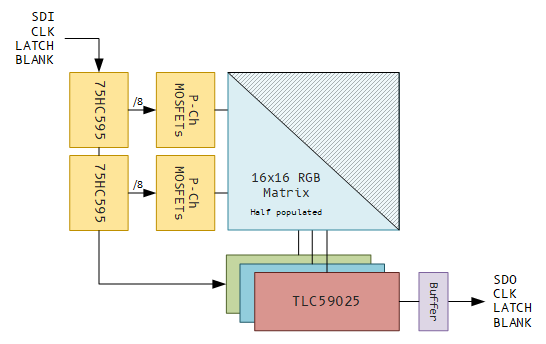 SDI
CLK
LATCH
BLANK
75HC595
/8
P-Ch
MOSFETs
16x16 RGB
Matrix
Half populated
75HC595
/8
P-Ch
MOSFETs
TLC59025
Buffer
SDO
CLK
LATCH
BLANK